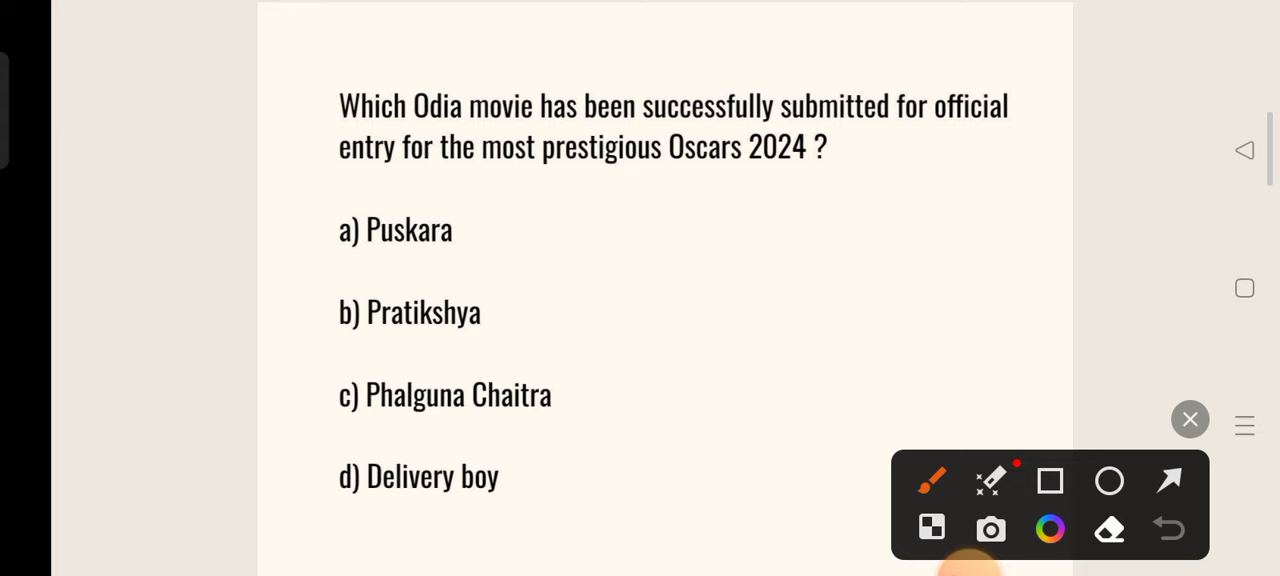 Which Odia movie has been successfully submitted for official
entry for the most prestigious Oscars 2024 ?
a) Puskara
b) Pratikshya
c) Phalguna Chaitra
d) Delivery boy